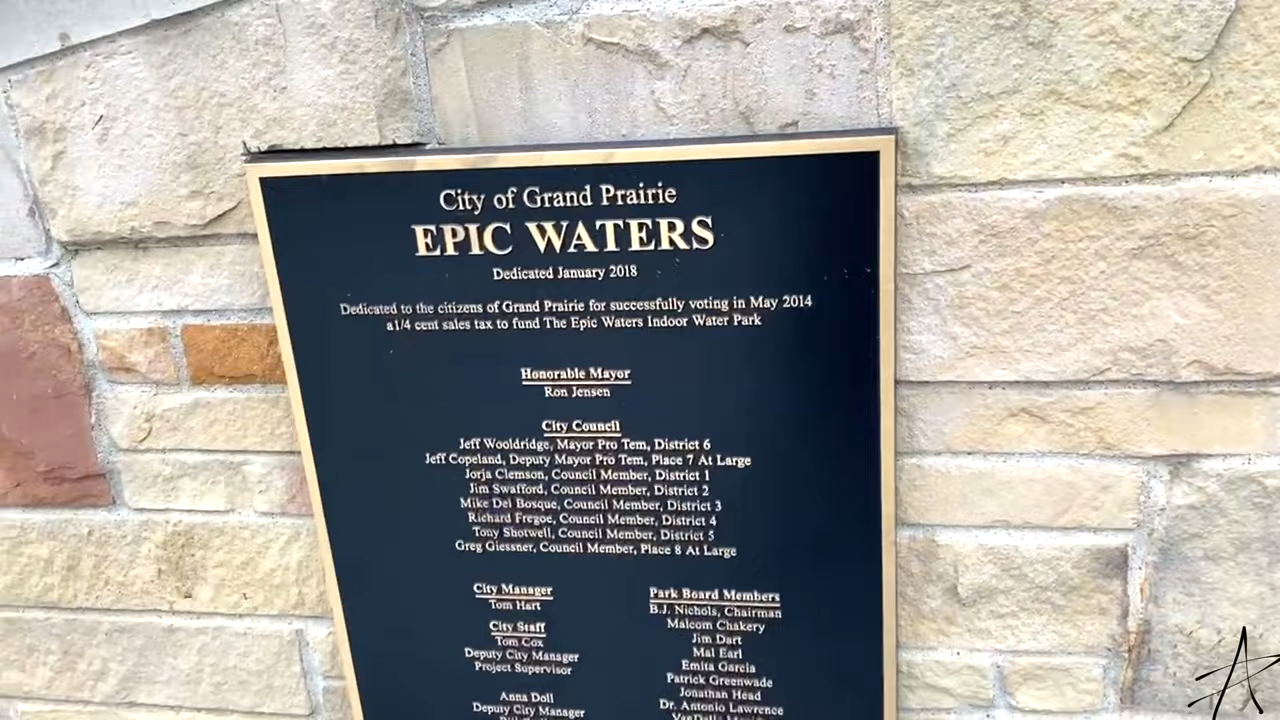 City of Grand Prairie
EPIC WATERS
Dedicated January 2018
Dedicated to the citizens of Grand Prairie for successfully voting in May 2014
a1/4 cent sales tax to fund The Epic Waters Indoor Water Park
Honorable Mayor
Ron Jensen
City Council
Jeff Wooldridge, Mayor Pro Tem, District 6
Jeff Copeland, Deputy Mayor Pro Tem, Place 7 At Large
Jorja Clemson, Council Member, District 1
Jim Swafford, Council Member, District 2
Mike Del Bosque, Council Member, District 3
Richard Fregoe, Council Member, District 4
Tony Shotwell, Council Member, District 5
Greg Giessner, Council Member, Place 8 At Large
City Manager
Tom Hart
City Staff
Tom Cox
Deputy City Manager
Project Supervisor
Anna Doll
Deputy City Manager
Park Board Members
B.J. Nichols, Chairman
Malcom Chakery
Jim Dart
Mal Earl
Emita Garcia
Patrick Greenwade
Jonathan Head
Dr. Antonio Lawrence